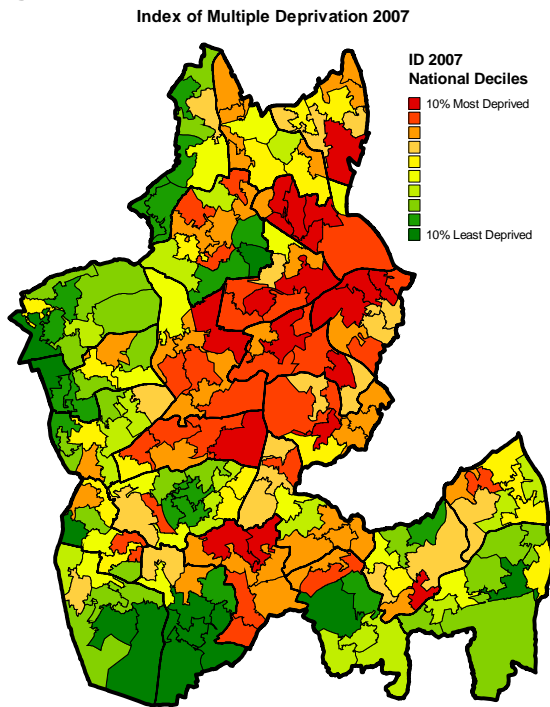 Index of Multiple Deprivation 2007
ID 2007
National Deciles
10% Most Deprived
10% Least Deprived